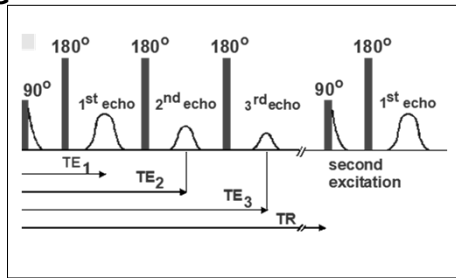 180° 180° 180° 180°
90° 1st echo 2nd echo 3rd echo 90° 1st echo
TE1 second
TE2 excitation
TE3
TR